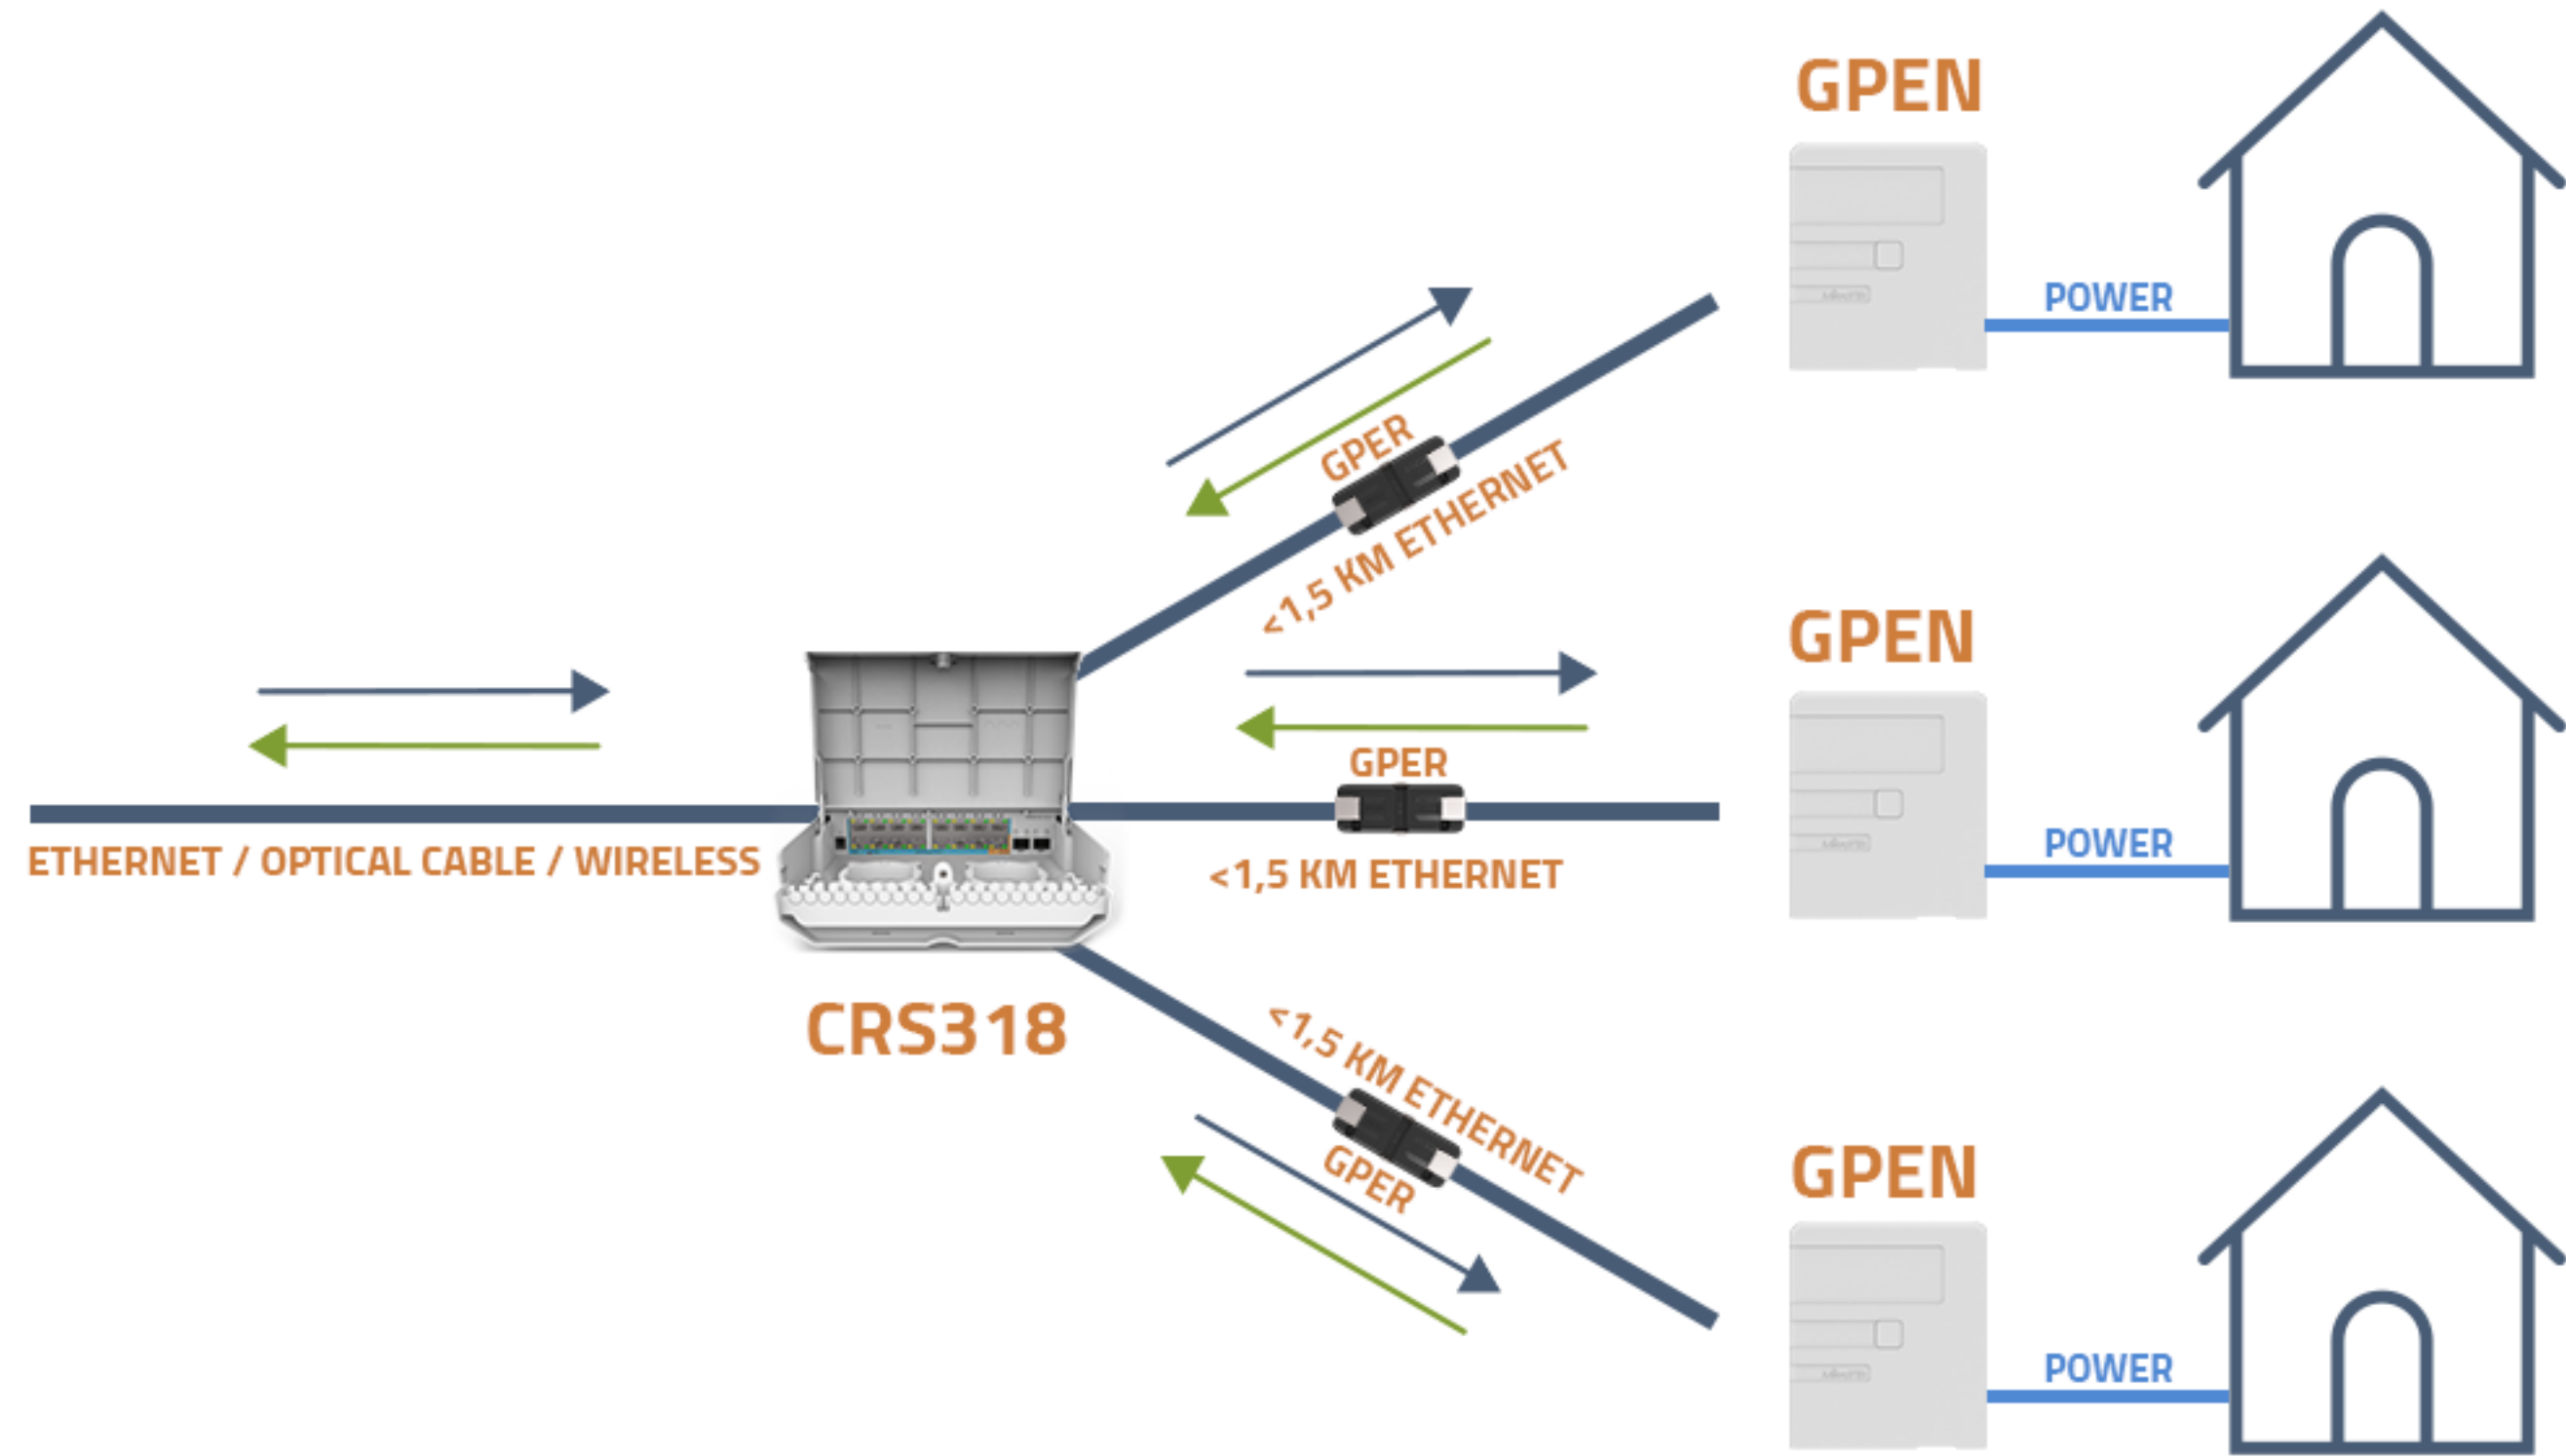 GPEN
POWER
GPER
<1,5 KM ETHERNET
GPEN
POWER
GPER
<1,5 KM ETHERNET
ETHERNET / OPTICAL CABLE / WIRELESS
CRS318
<1,5 KM ETHERNET
GPER
GPEN
POWER